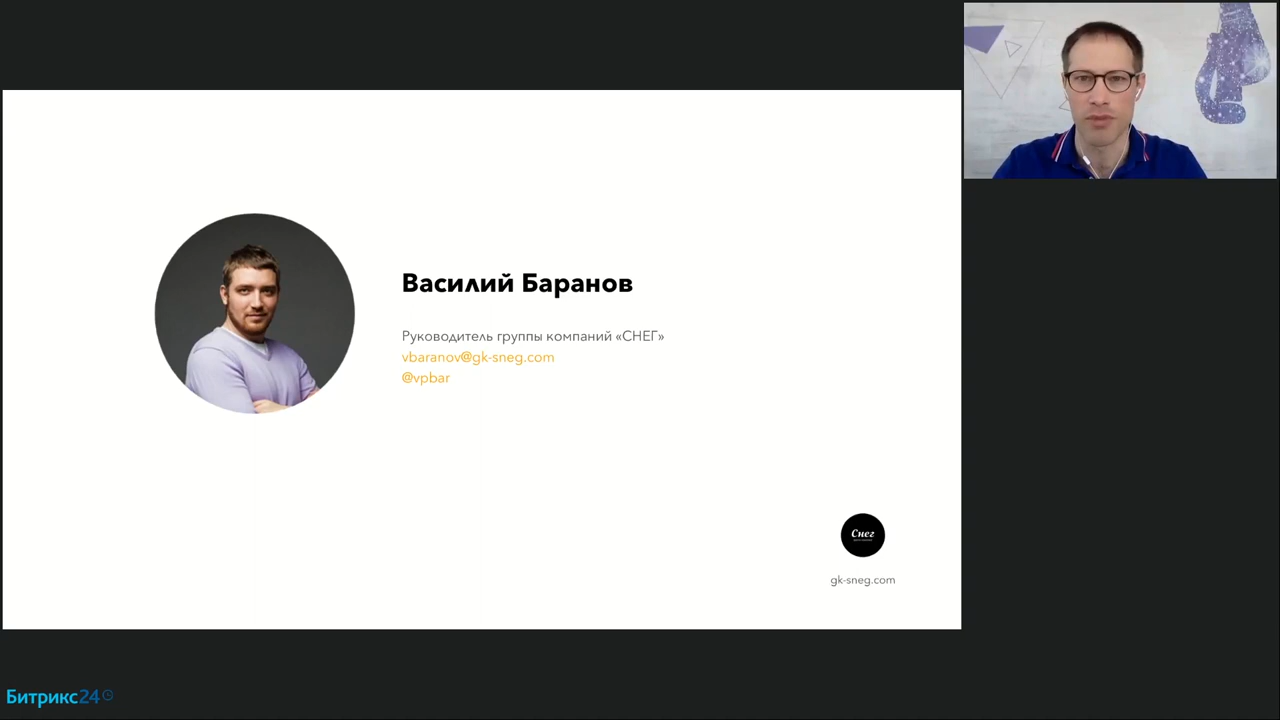 Василий Баранов
Руководитель группы компаний «СНЕГ»
vbaranov@gk-sneg.com
@vpbar
Снег
gk-sneg.com
Битрикс24